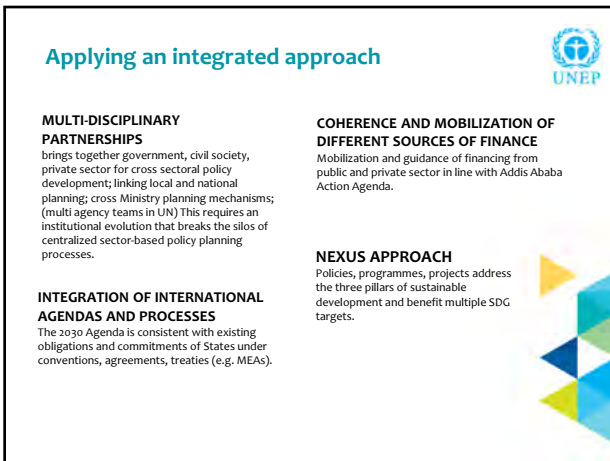 Applying an integrated approach
UNEP
MULTI-DISCIPLINARY
PARTNERSHIPS
brings together government, civil society,
private sector for cross sectoral policy
development; linking local and national
planning; cross Ministry planning mechanisms;
(multi agency teams in UN) This requires an
institutional evolution that breaks the silos of
centralized sector-based policy planning
processes.
INTEGRATION OF INTERNATIONAL
AGENDAS AND PROCESSES
The 2030 Agenda is consistent with existing
obligations and commitments of States under
conventions, agreements, treaties (e.g. MEAs).
COHERENCE AND MOBILIZATION OF
DIFFERENT SOURCES OF FINANCE
Mobilization and guidance of financing from
public and private sector in line with Addis Ababa
Action Agenda.
NEXUS APPROACH
Policies, programmes, projects address
the three pillars of sustainable
development and benefit multiple SDG
targets.